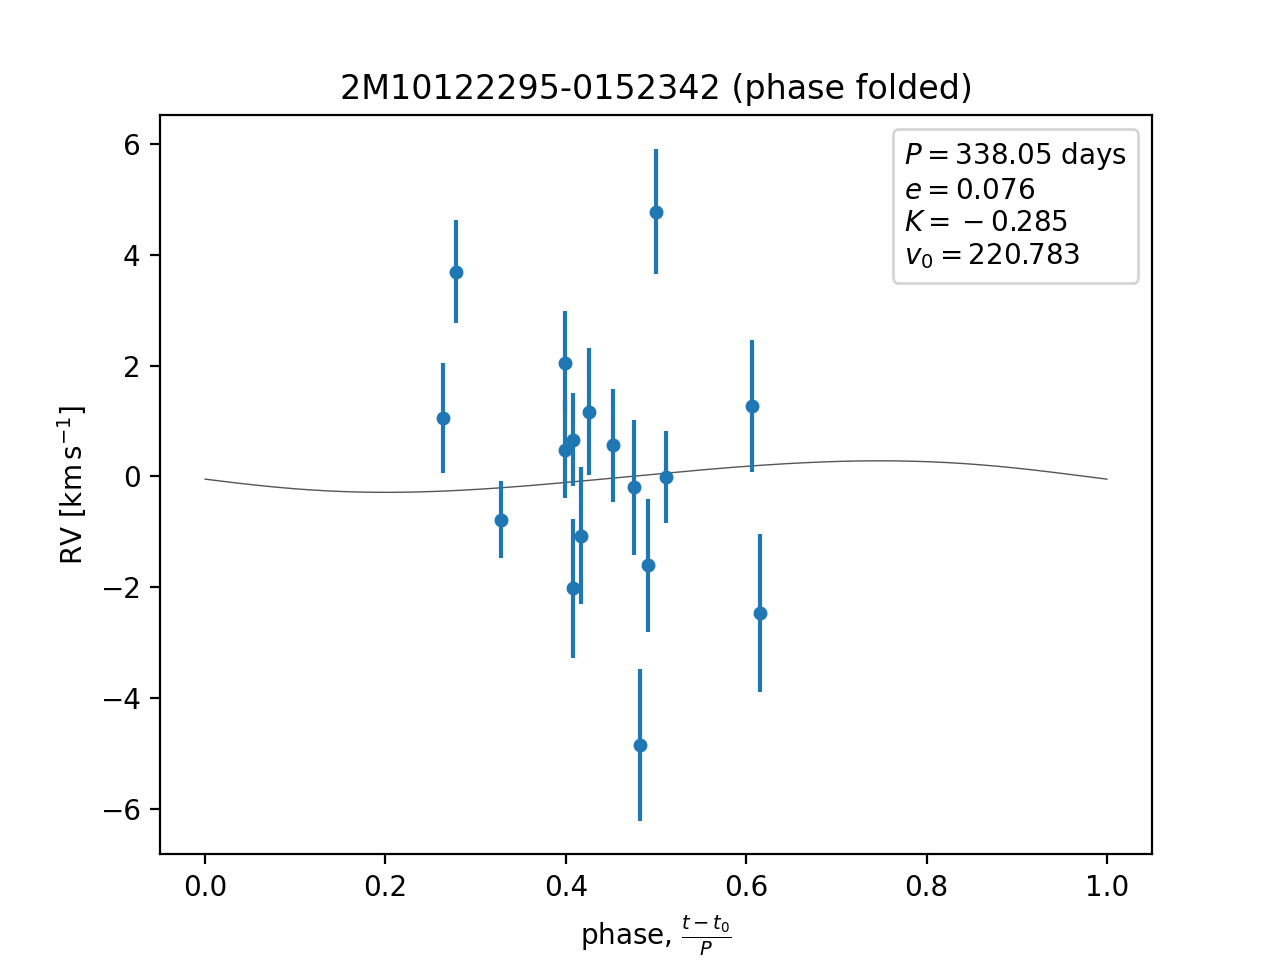 2M10122295-0152342 (phase folded)
P = 338.05 days
e = 0.076
K = −0.285
v₀ = 220.783
RV [km s⁻¹]
6
4
2
0
−2
−4
−6
0.0 0.2 0.4 0.6 0.8 1.0
phase, (t − t₀)/P